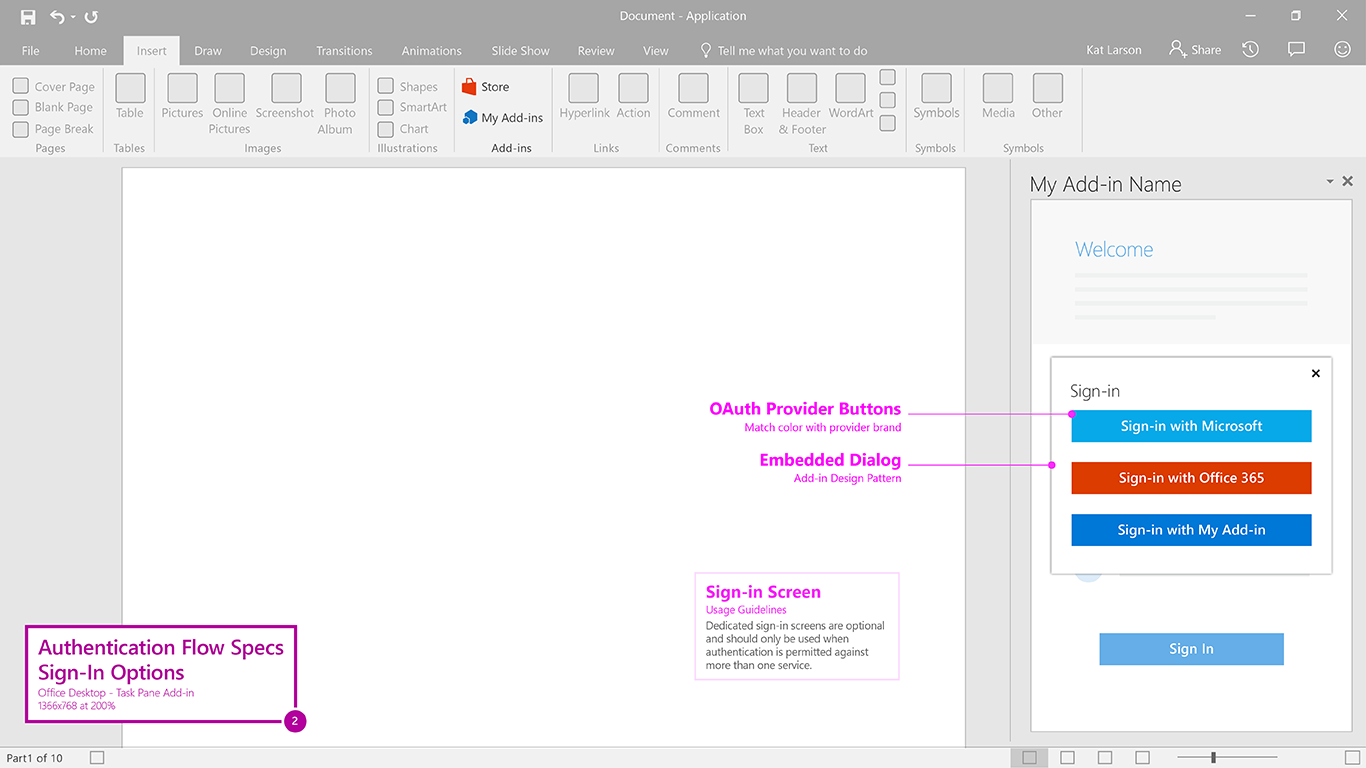 Document - Application
File Home Insert Draw Design Transitions Animations Slide Show Review View Tell me what you want to do Kat Larson Share
Cover Page
Blank Page
Page Break
Pages
Table
Tables
Pictures
Online
Pictures
Screenshot
Photo
Album
Images
Shapes
SmartArt
Chart
Illustrations
Store
My Add-ins
Add-ins
Hyperlink
Action
Links
Comment
Comments
Text
Box
Header
& Footer
WordArt
Text
Symbols
Symbols
Media
Other
Symbols
My Add-in Name
Welcome
Sign-in
Sign-in with Microsoft
Sign-in with Office 365
Sign-in with My Add-in
Sign In
OAuth Provider Buttons
Match color with provider brand
Embedded Dialog
Add-in Design Pattern
Sign-in Screen
Usage Guidelines
Dedicated sign-in screens are optional
and should only be used when
authentication is permitted against
more than one service.
Authentication Flow Specs
Sign-In Options
Office Desktop - Task Pane Add-in
1366x768 at 200%
2
Part1 of 10